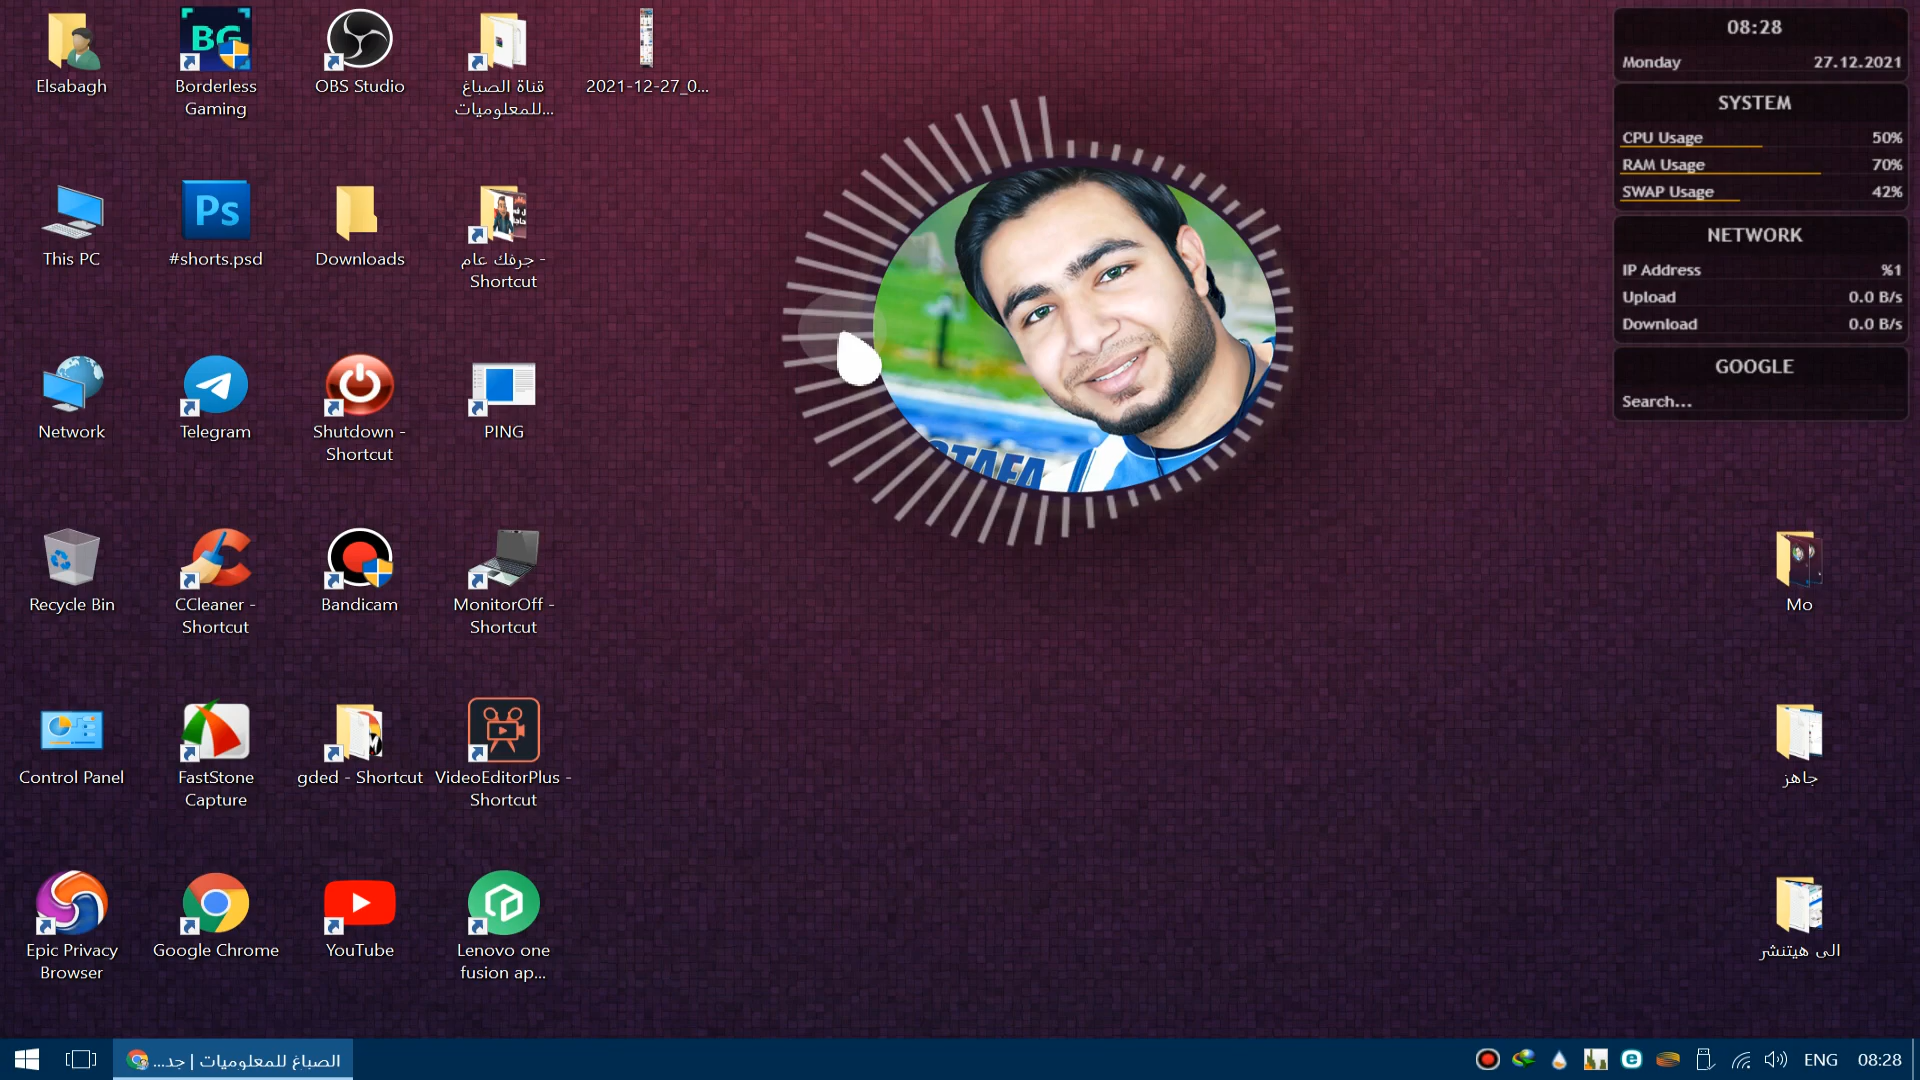 Elsabagh
BG
Borderless
Gaming
OBS Studio
قناة الصباغ
للمعلوميات...
2021-12-27_0...
This PC
Ps
#shorts.psd
Downloads
جرفك عام -
Shortcut
Network
Telegram
Shutdown -
Shortcut
PING
Recycle Bin
CCleaner -
Shortcut
Bandicam
MonitorOff -
Shortcut
Control Panel
FastStone
Capture
gded - Shortcut
VideoEditorPlus -
Shortcut
Epic Privacy
Browser
Google Chrome
YouTube
Lenovo one
fusion ap...
08:28
Monday 27.12.2021
SYSTEM
CPU Usage 50%
RAM Usage 70%
SWAP Usage 42%
NETWORK
IP Address %1
Upload 0.0 B/s
Download 0.0 B/s
GOOGLE
Search...
Mo
جاهز
الى هيتنشر
الصباغ للمعلوميات | جد...
ENG
08:28